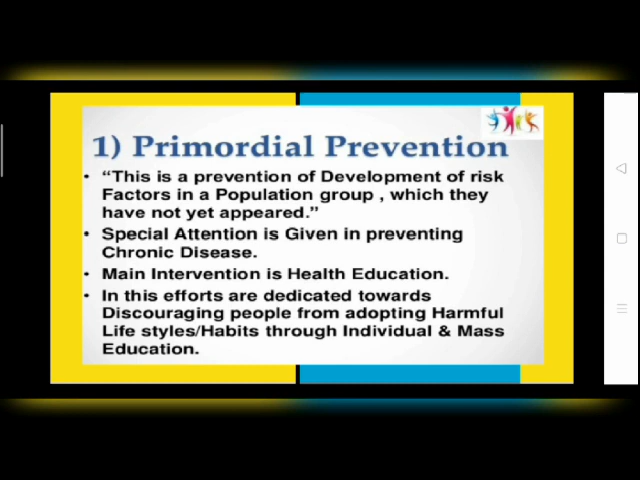 1) Primordial Prevention
• “This is a prevention of Development of risk
Factors in a Population group , which they
have not yet appeared.”
• Special Attention is Given in preventing
Chronic Disease.
• Main Intervention is Health Education.
• In this efforts are dedicated towards
Discouraging people from adopting Harmful
Life styles/Habits through Individual & Mass
Education.